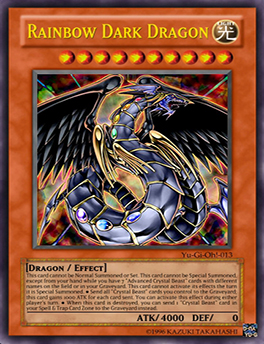 RAINBOW DARK DRAGON
LIGHT
光
Yu-Gi-Oh!-013
[DRAGON / EFFECT]
This card cannot be Normal Summoned or Set. This card cannot be Special Summoned,
except from your hand while you have 7 "Advanced Crystal Beast" cards with different
names on the field or in your Graveyard. This card cannot activate its effects the turn
it is Special Summoned. ● Send all "Crystal Beast" cards you control to the Graveyard;
this card gains 1000 ATK for each card sent. You can activate this effect during either
player's turn. ● When this card is destroyed, you can send 1 "Crystal Beast" card in
your Spell & Trap Card Zone to the Graveyard instead.
ATK/ 4000 DEF/ 0
©1996 KAZUKI TAKAHASHI